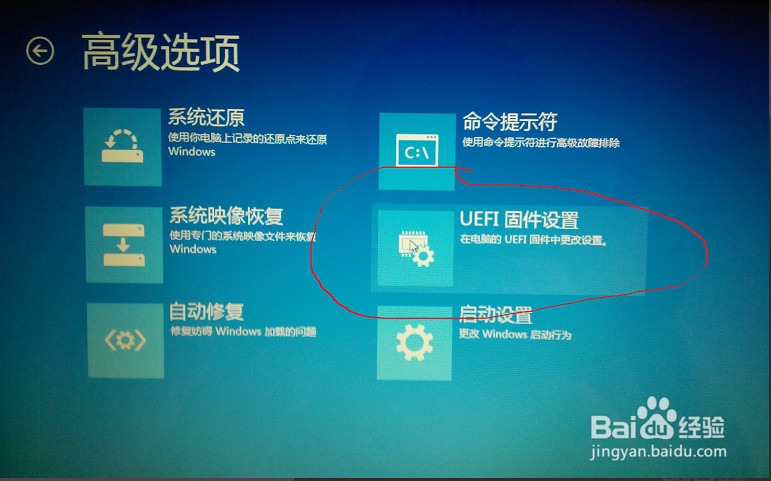 高级选项
系统还原
使用你电脑上记录的还原点来还原
Windows
命令提示符
使用命令提示符进行高级故障排除
C:\
系统映像恢复
使用专门的系统映像文件来恢复
Windows
UEFI 固件设置
在电脑的 UEFI 固件中更改设置。
自动修复
修复妨碍 Windows 加载的问题
启动设置
更改 Windows 启动行为
Bai du 经验
jingyan.baidu.com